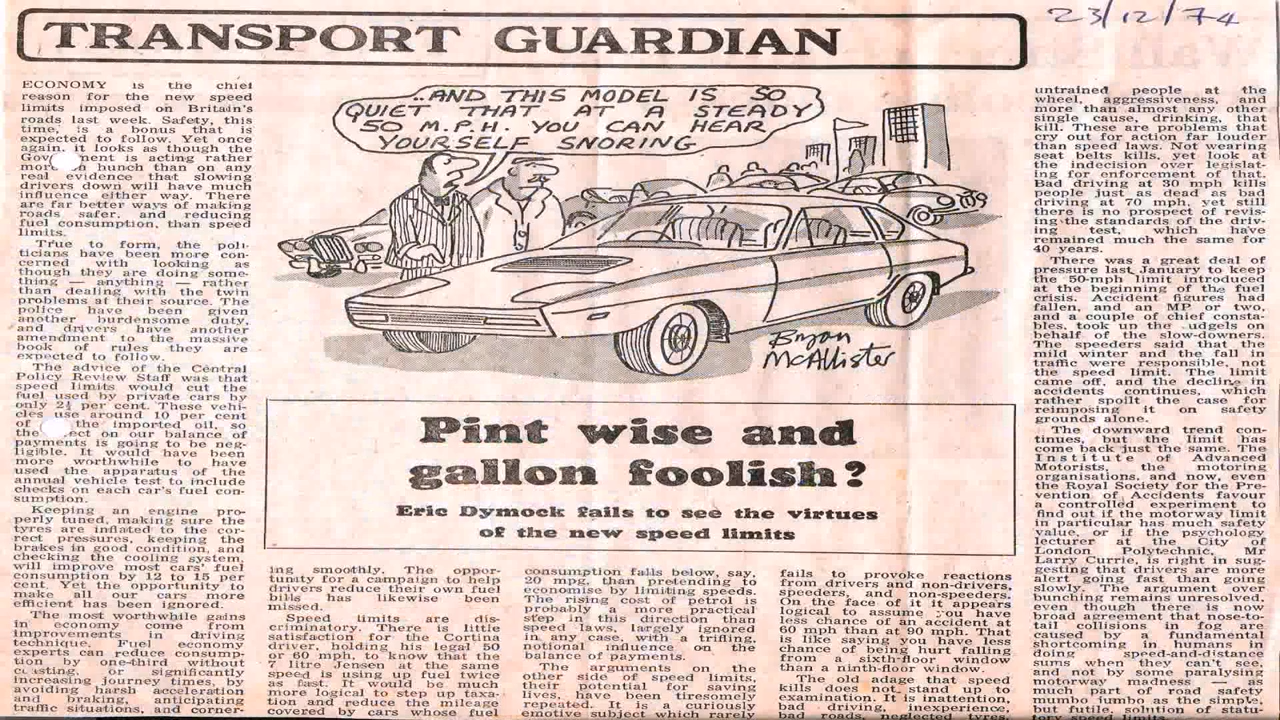 23/12/74
TRANSPORT GUARDIAN
ECONOMY is the chief
reason for the new speed
limits imposed on Britain's
roads last week. Safety, this
time, is a bonus that is
expected to follow. Yet once
again, it looks as though the
is acting rather
more hunch than on any
real evidence that slowing
drivers down will have much
influence either way. There
are far better ways of making
roads safer, and reducing
fuel consumption, than speed
limits.
True to form, the poli-
ticians have been more con-
cerned with looking as
though they are doing some-
thing — anything — rather
than dealing with the twin
problems at their source. The
police have been given
another burdensome duty,
and drivers have another
amendment to the massive
book of rules they are
expected to follow.
The advice of the Central
Policy Review Staff was that
speed limits would cut the
fuel used by private cars by
only 2½ per cent. These vehi-
cles use around 10 per cent
of the imported oil, so
the on our balance of
payments is going to be neg-
ligible. It would have been
more worthwhile to have
used the apparatus of the
annual vehicle test to include
checks on each car's fuel con-
sumption.
Keeping an engine pro-
perly tuned, making sure the
tyres are inflated to the cor-
rect pressures, keeping the
brakes in good condition, and
checking the cooling system,
will improve most cars' fuel
consumption by 12 to 15 per
cent. Yet the opportunity to
make all our cars more
efficient has been ignored.
The most worthwhile gains
in economy come from
improvements in driving
technique. Fuel economy
experts can reduce consump-
tion by one-third without
or significantly
increasing journey times, by
avoiding harsh acceleration
and braking, anticipating
traffic situations, and corner-
..AND THIS MODEL IS SO
QUIET THAT AT A STEADY
50 M.P.H. YOU CAN HEAR
YOURSELF SNORING
Bryan
McAllister
Pint wise and
gallon foolish?
Eric Dymock fails to see the virtues
of the new speed limits
ing smoothly. The oppor-
tunity for a campaign to help
drivers reduce their own fuel
bills has likewise been
missed.
Speed limits are dis-
criminatory. There is little
satisfaction for the Cortina
driver, holding his legal 50
or 60 mph, to know that the
7 litre Jensen at the same
speed is using up fuel twice
as fast. It would be much
more logical to step up taxa-
tion and reduce the mileage
covered by cars whose fuel
consumption falls below, say,
20 mpg, than pretending to
economise by limiting speeds.
The rising cost of petrol is
probably a more practical
step in this direction than
speed laws, largely ignored
in any case, with a trifling,
notional influence on the
balance of payments.
The arguments on the
other side of speed limits,
their potential for saving
lives, have been tiresomely
repeated. It is a curiously
emotive subject which rarely
fails to provoke reactions
from drivers and non-drivers,
speeders, and non-speeders.
On the face of it it appears
logical to assume you have
less chance of an accident at
60 mph than at 90 mph. That
is like saying you have less
chance of being hurt falling
from a sixth-floor window
than a ninth-floor window.
The old adage that speed
kills does not stand up to
examination. It is inattention,
bad driving, inexperience,
bad roads, neglected tyres,
untrained people at the
wheel, aggressiveness, and
more than almost any other
single cause, drinking, that
kill. These are problems that
cry out for action far louder
than speed laws. Not wearing
seat belts kills, yet look at
the indecision over legislat-
ing for enforcement of that.
Bad driving at 30 mph kills
people just as dead as bad
driving at 70 mph, yet still
there is no prospect of revis-
ing the standards of the driv-
ing test, which have
remained much the same for
40 years.
There was a great deal of
pressure last January to keep
the 50-mph limit introduced
at the beginning of the fuel
crisis. Accident figures had
fallen, and an MP or two,
and a couple of chief consta-
bles, took up the udgels on
behalf of the slow-downers.
The speeders said that the
mild winter and the fall in
traffic were responsible, not
the speed limit. The limit
came off, and the decline in
accidents continues, which
rather spoilt the case for
reimposing it on safety
grounds alone.
The downward trend con-
tinues, but the limit has
come back just the same. The
Institute of Advanced
Motorists, the motoring
organisations, and now, even
the Royal Society for the Pre-
vention of Accidents favour
a controlled experiment to
find out if the motorway limit
in particular has much safety
value, or if the psychology
lecturer at the City of
London Polytechnic, Mr
Larry Currie, is right in sug-
gesting that drivers are more
alert going fast than going
slowly. The argument over
bunching remains unresolved,
even though there is now
broad agreement that nose-to-
tail collisions in fog are
caused by a fundamental
shortcoming in humans in
doing speed-and-distance
sums when they can't see,
and not by some paralysing
motorway madness — as
much part of road safety
mumbo jumbo as the simple,
but futile, solution of statu-
tory speed limits.